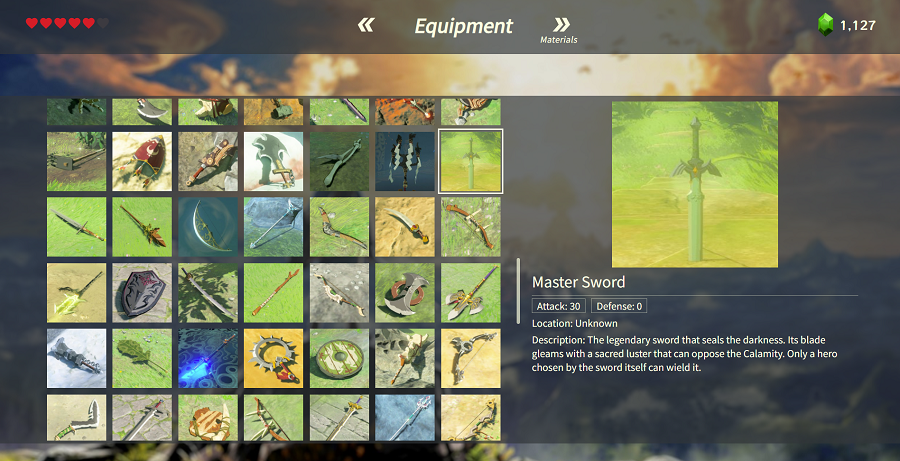 Equipment
1,127
Materials
Master Sword
Attack: 30 Defense: 0
Location: Unknown
Description: The legendary sword that seals the darkness. Its blade
gleams with a sacred luster that can oppose the Calamity. Only a hero
chosen by the sword itself can wield it.